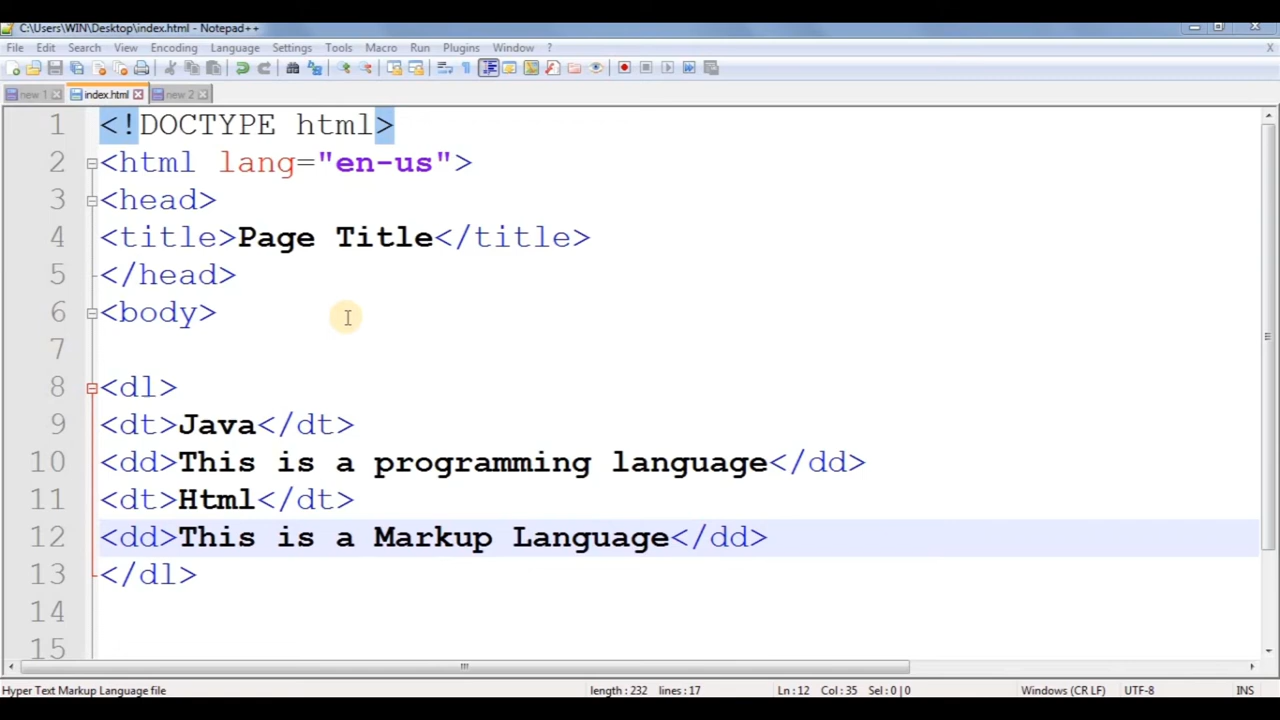 C:\Users\WIN\Desktop\index.html - Notepad++
File Edit Search View Encoding Language Settings Tools Macro Run Plugins Window ? X
new 1 index.html new 2
1 <!DOCTYPE html>
2 <html lang="en-us">
3 <head>
4 <title>Page Title</title>
5 </head>
6 <body>
7
8 <dl>
9 <dt>Java</dt>
10 <dd>This is a programming language</dd>
11 <dt>Html</dt>
12 <dd>This is a Markup Language</dd>
13 </dl>
14
15
Hyper Text Markup Language file length : 232 lines : 17 Ln : 12 Col : 35 Sel : 0 | 0 Windows (CR LF) UTF-8 INS